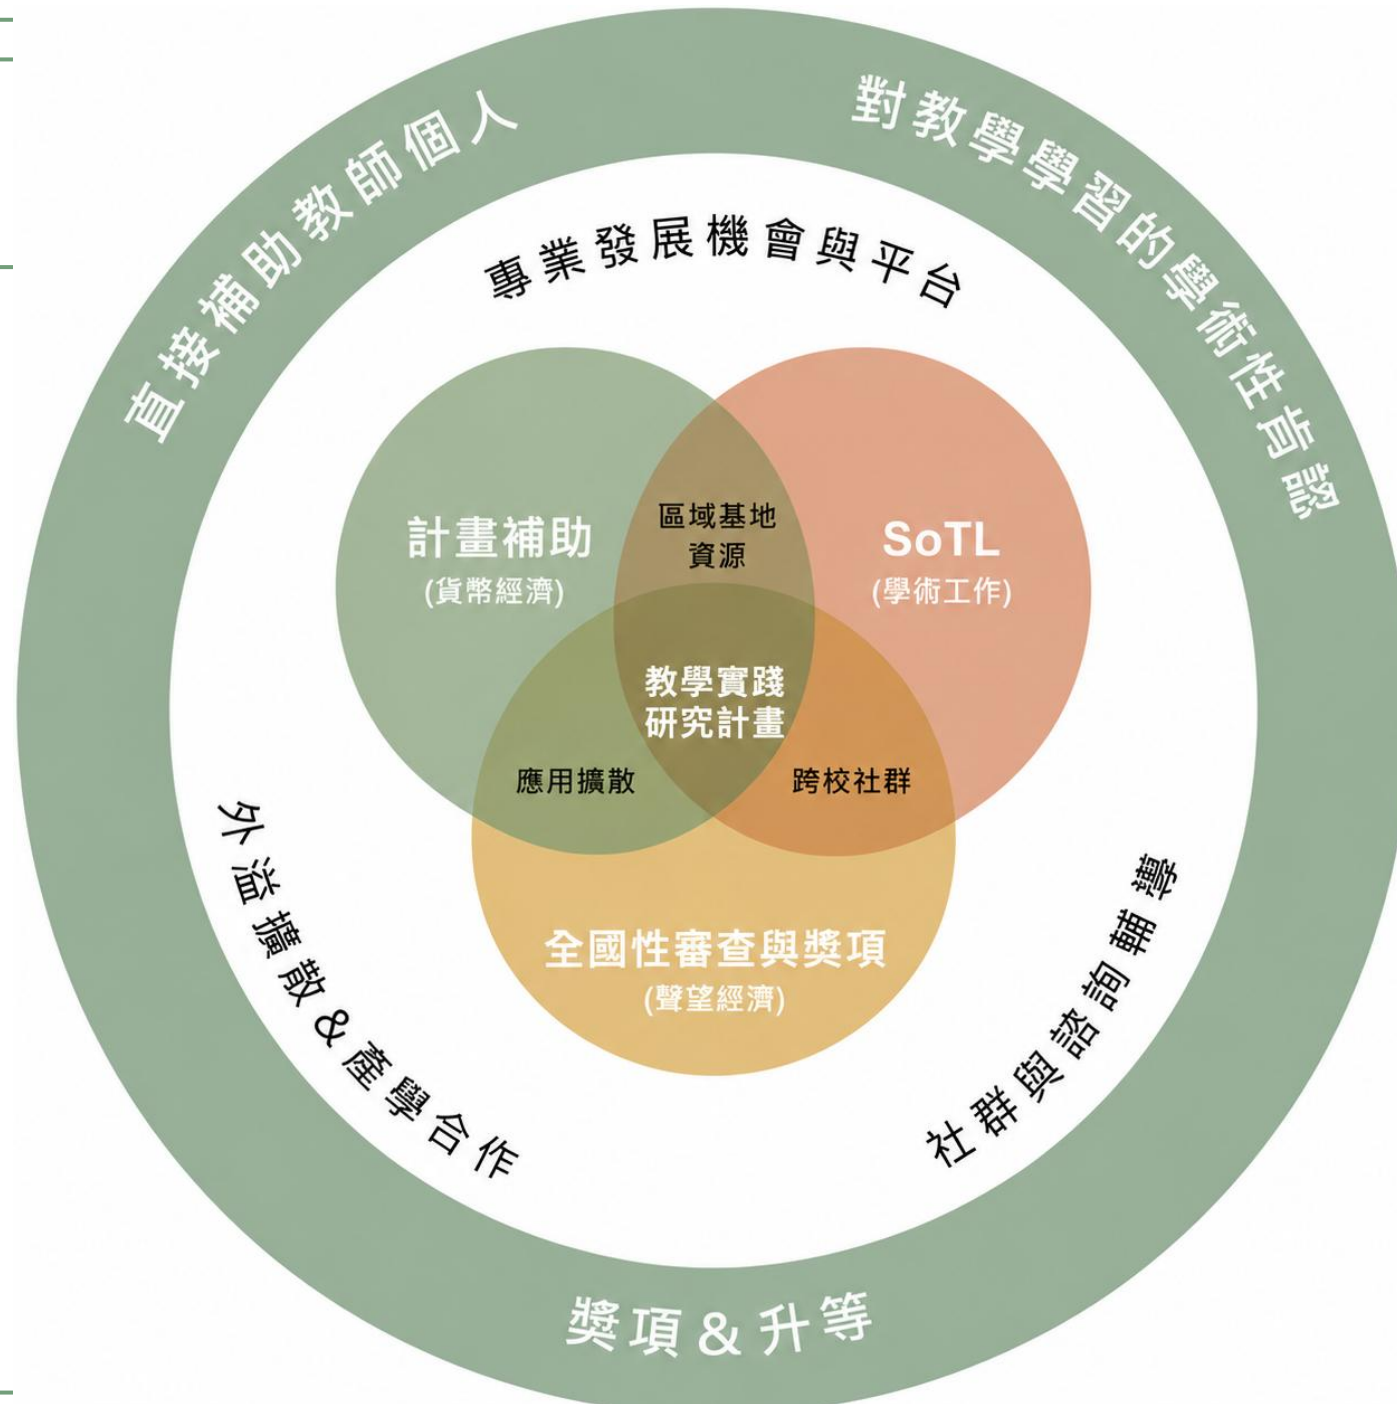 直接補助教師個人
對教學學習的學術性肯認
專業發展機會與平台
計畫補助
(貨幣經濟)
區域基地
資源
SoTL
(學術工作)
教學實踐
研究計畫
應用擴散
跨校社群
全國性審查與獎項
(聲望經濟)
外溢擴散&產學合作
社群與諮詢輔導
獎項&升等